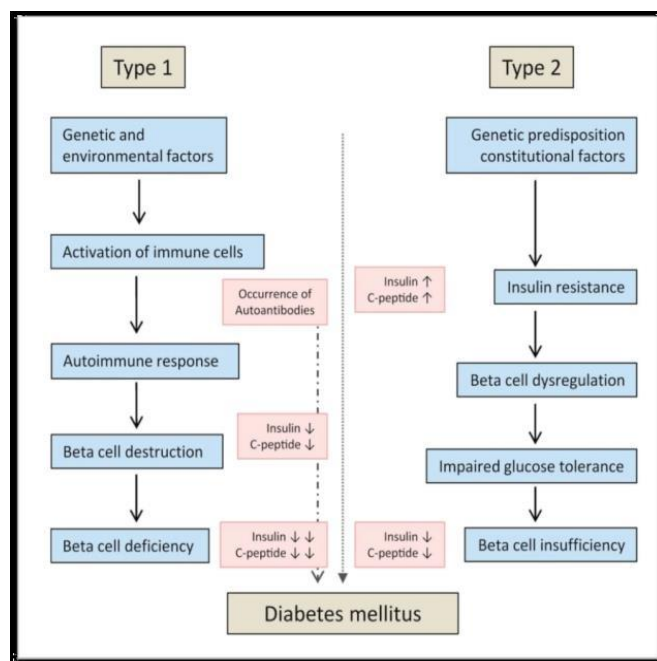 Type 1
Type 2
Genetic and
environmental factors
Genetic predisposition
constitutional factors
Activation of immune cells
Occurrence of
Autoantibodies
Insulin ↑
C-peptide ↑
Insulin resistance
Autoimmune response
Beta cell dysregulation
Insulin ↓
C-peptide ↓
Beta cell destruction
Impaired glucose tolerance
Beta cell deficiency
Insulin ↓ ↓
C-peptide ↓ ↓
Insulin ↓
C-peptide ↓
Beta cell insufficiency
Diabetes mellitus